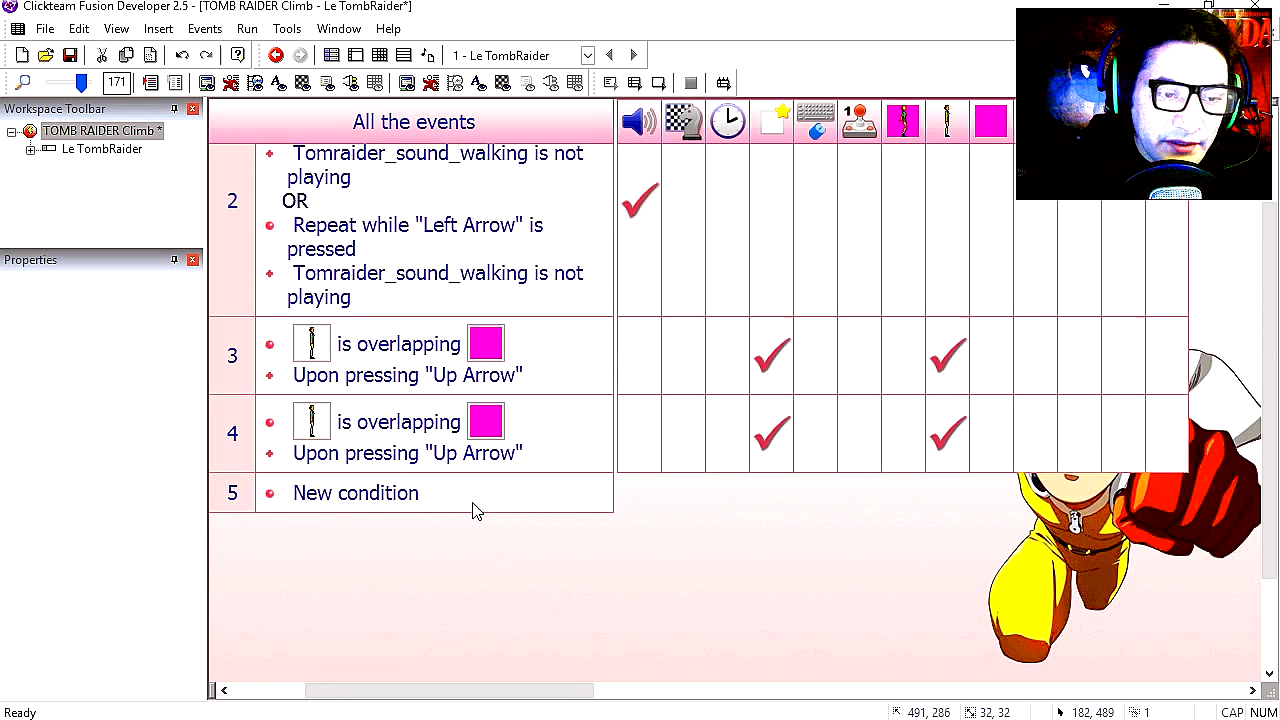 Clickteam Fusion Developer 2.5 - [TOMB RAIDER Climb - Le TombRaider*]
File Edit View Insert Events Run Tools Window Help
1 - Le TombRaider
171
Workspace Toolbar
TOMB RAIDER Climb *
Le TombRaider
Properties
All the events
1
2
Tomraider_sound_walking is not
playing
OR
Repeat while "Left Arrow" is
pressed
Tomraider_sound_walking is not
playing
3
is overlapping
Upon pressing "Up Arrow"
4
is overlapping
Upon pressing "Up Arrow"
5
New condition
Ready
491, 286
32, 32
182, 489
1
CAP NUM